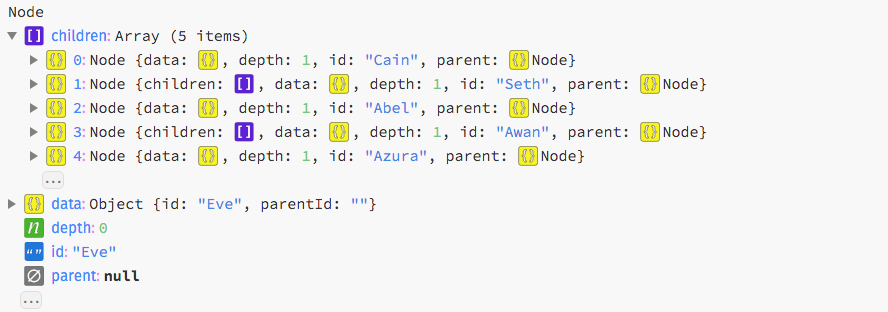 Node
[] children: Array (5 items)
{} 0: Node {data: {}, depth: 1, id: "Cain", parent: {}Node}
{} 1: Node {children: [], data: {}, depth: 1, id: "Seth", parent: {}Node}
{} 2: Node {data: {}, depth: 1, id: "Abel", parent: {}Node}
{} 3: Node {children: [], data: {}, depth: 1, id: "Awan", parent: {}Node}
{} 4: Node {data: {}, depth: 1, id: "Azura", parent: {}Node}
...
{} data: Object {id: "Eve", parentId: ""}
n depth: 0
“” id: "Eve"
∅ parent: null
...